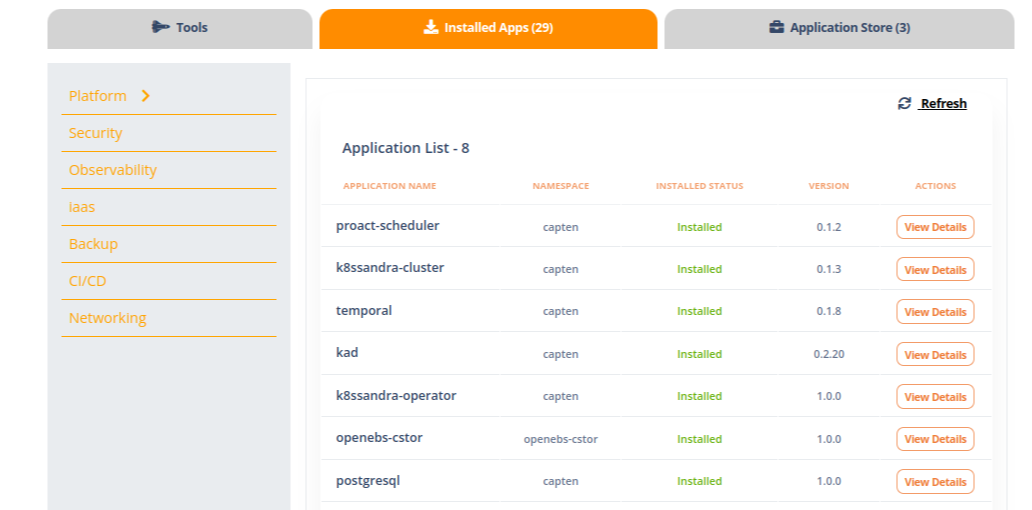 Tools
Installed Apps (29)
Application Store (3)
Platform
Security
Observability
Iaas
Backup
CI/CD
Networking
Refresh
Application List - 8
APPLICATION NAME NAMESPACE INSTALLED STATUS VERSION ACTIONS
proact-scheduler capten Installed 0.1.2 View Details
k8ssandra-cluster capten Installed 0.1.3 View Details
temporal capten Installed 0.1.8 View Details
kad capten Installed 0.2.20 View Details
k8ssandra-operator capten Installed 1.0.0 View Details
openebs-cstor openebs-cstor Installed 1.0.0 View Details
postgresql capten Installed 1.0.0 View Details